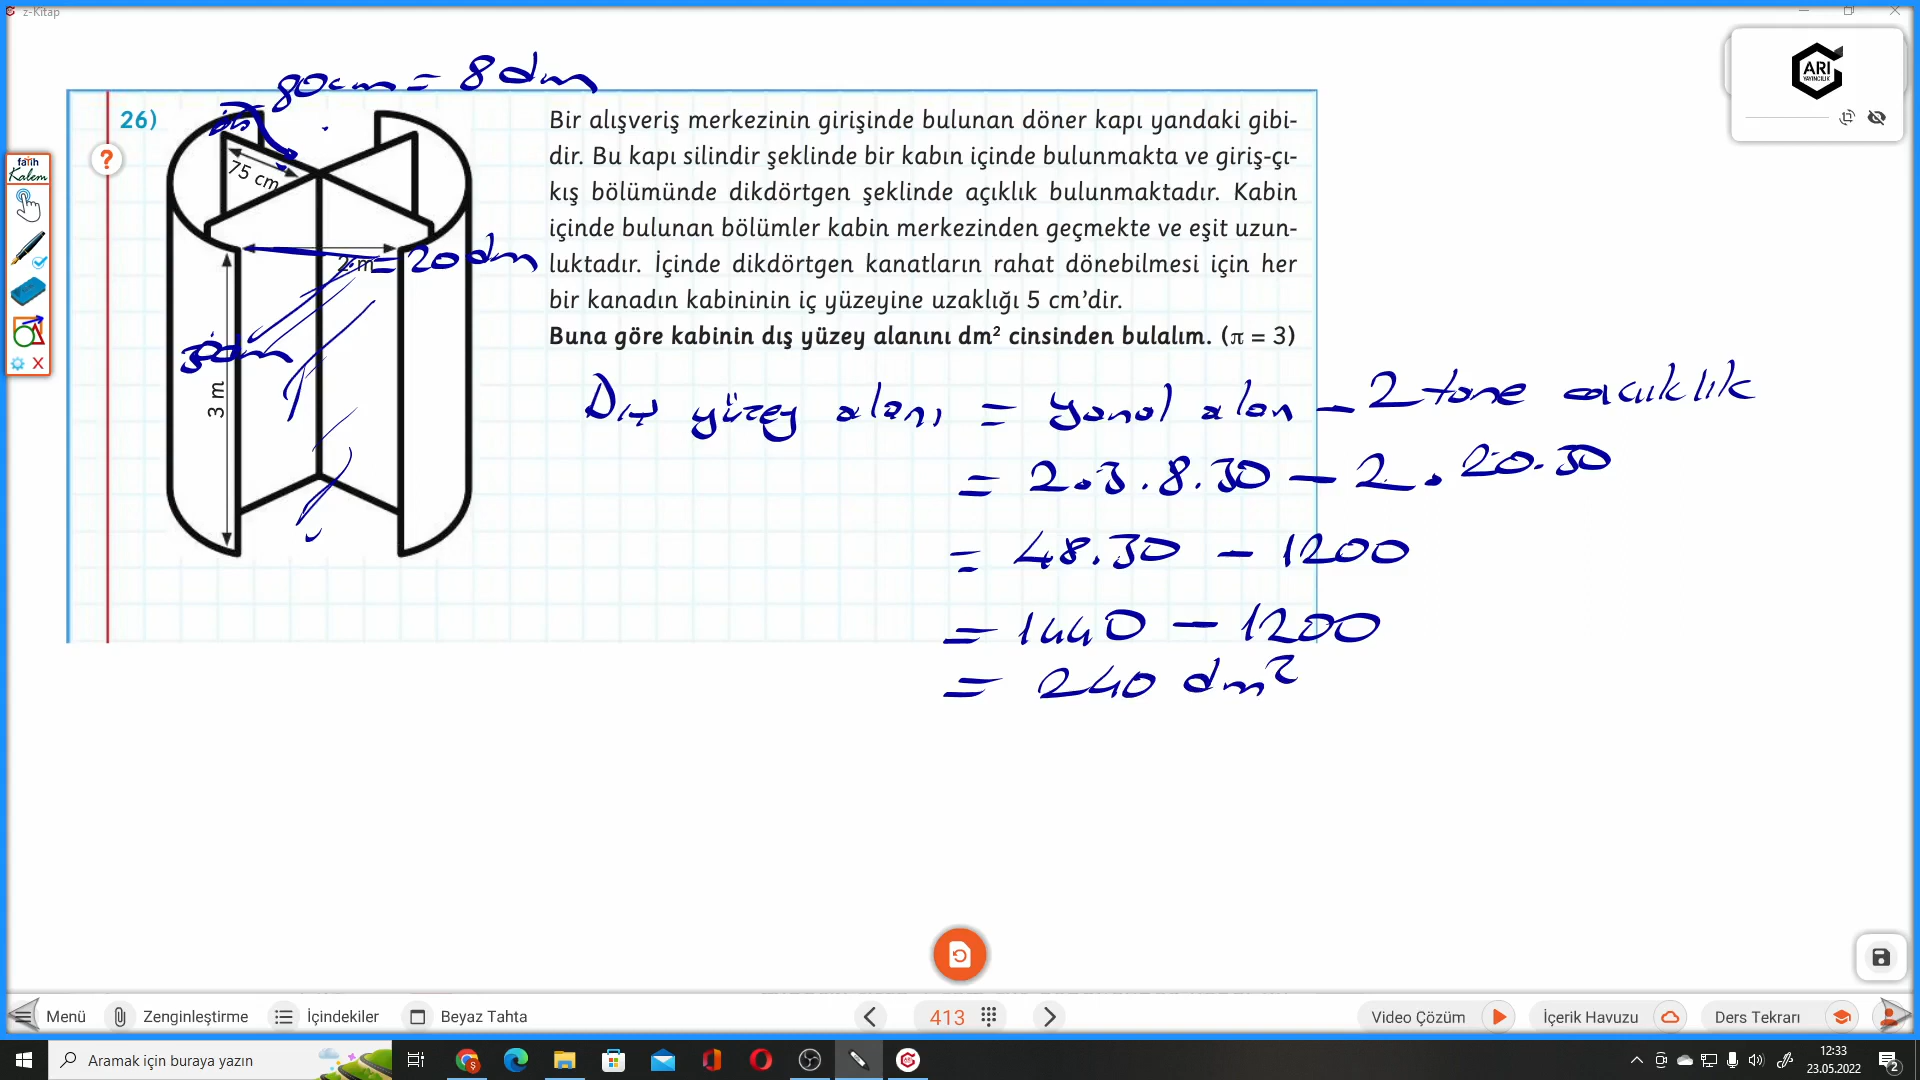 z-Kitap
ARI
YAYINCILIK
80cm = 8 dm
26)
75 cm
2 m = 20 dm
30dm
3 m
fatih
Kalem
Bir alışveriş merkezinin girişinde bulunan döner kapı yandaki gibi-
dir. Bu kapı silindir şeklinde bir kabın içinde bulunmakta ve giriş-çı-
kış bölümünde dikdörtgen şeklinde açıklık bulunmaktadır. Kabin
içinde bulunan bölümler kabin merkezinden geçmekte ve eşit uzun-
luktadır. İçinde dikdörtgen kanatların rahat dönebilmesi için her
bir kanadın kabininin iç yüzeyine uzaklığı 5 cm'dir.
Buna göre kabinin dış yüzey alanını dm² cinsinden bulalım. (π = 3)
Dış yüzey alanı = yanal alan - 2 tane
= 2.3.8.30 - 2.20.30
= 48.30 - 1200
= 1440 - 1200
= 240 dm²
Menü
Zenginleştirme
İçindekiler
Beyaz Tahta
413
Video Çözüm
İçerik Havuzu
Ders Tekrarı
Aramak için buraya yazın
12:33
23.05.2022
2